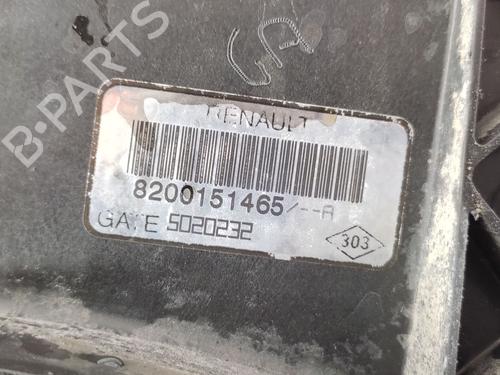 B-PARTS
RENAULT
8200151465/--A
GATE 5020232
303